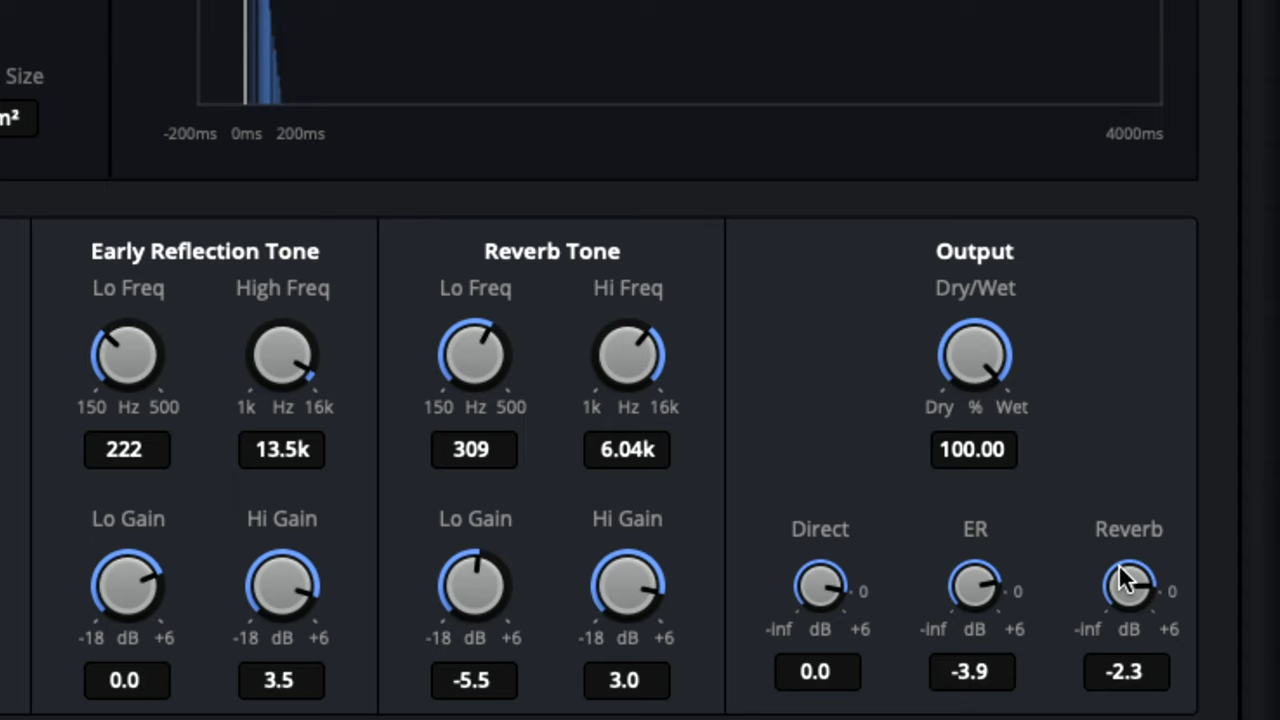 Size
m²
-200ms 0ms 200ms 4000ms
Early Reflection Tone
Lo Freq High Freq
150 Hz 500 1k Hz 16k
222 13.5k
Lo Gain Hi Gain
-18 dB +6 -18 dB +6
0.0 3.5
Reverb Tone
Lo Freq Hi Freq
150 Hz 500 1k Hz 16k
309 6.04k
Lo Gain Hi Gain
-18 dB +6 -18 dB +6
-5.5 3.0
Output
Dry/Wet
Dry % Wet
100.00
Direct ER Reverb
0 0 0
-Inf dB +6 -Inf dB +6 -Inf dB +6
0.0 -3.9 -2.3